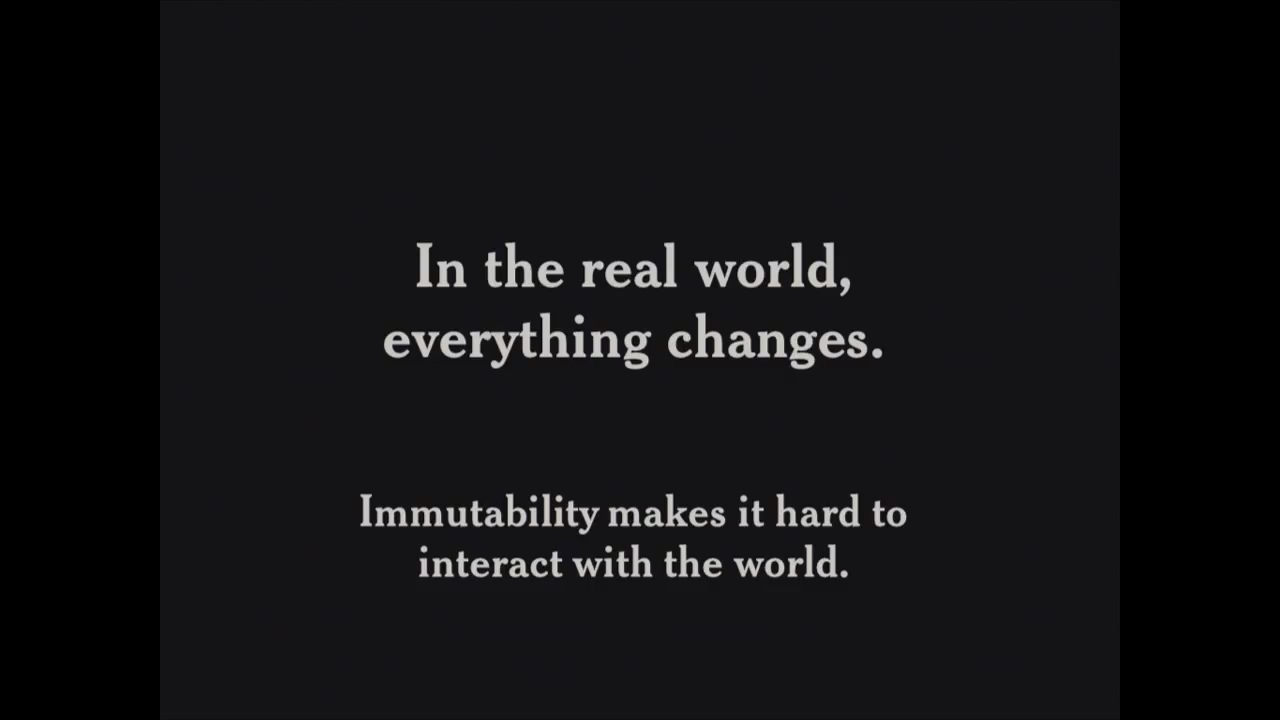 In the real world,
everything changes.
Immutability makes it hard to
interact with the world.